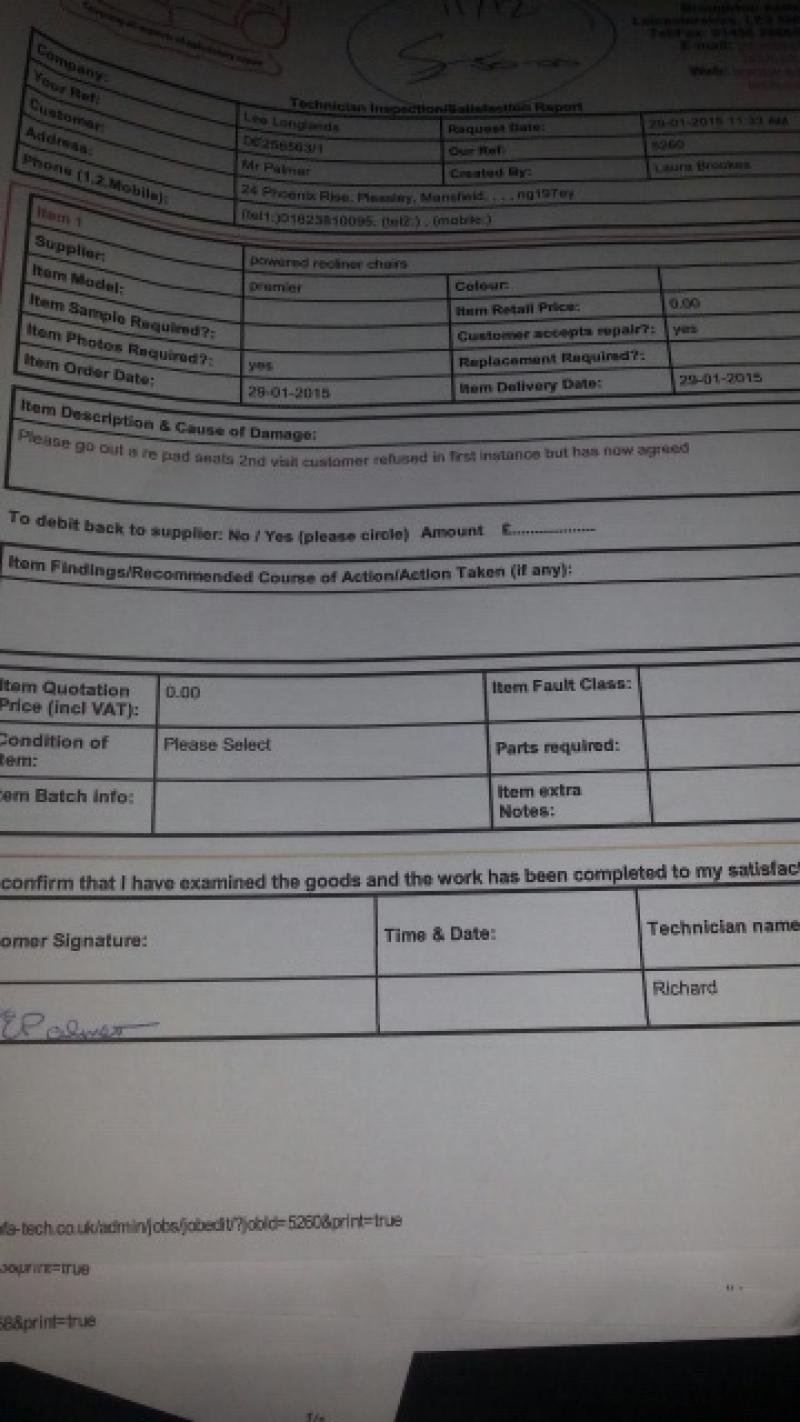 11/12
Technician Inspection/Satisfaction Report
Company: Lee Longlands Request Date: 29-01-2015 11:33 AM
Your Ref: Our Ref: 5260
Customer: Mr Palmer Created By: Laura Brookes
Address: 24 Phoenix Rise, Pleasley, Mansfield, , , , ng197ey
Phone (1,2,Mobile): (tel1:)01623810095, (tel2:) , (mobile:)
Item 1
Supplier: powered recliner chairs
Item Model: premier Colour:
Item Sample Required?: Item Retail Price: 0.00
Item Photos Required?: yes Customer accepts repair?: yes
Replacement Required?:
Item Order Date: 29-01-2015 Item Delivery Date: 29-01-2015
Item Description & Cause of Damage:
Please go out a re pad seats 2nd visit customer refused in first instance but has now agreed
To debit back to supplier: No / Yes (please circle) Amount £..................
Item Findings/Recommended Course of Action/Action Taken (if any):
Item Quotation Price (incl VAT): 0.00 Item Fault Class:
Condition of tem: Please Select Parts required:
em Batch info: Item extra Notes:
confirm that I have examined the goods and the work has been completed to my satisfact
omer Signature: Time & Date: Technician name
EPalmer Richard
fa-tech.co.uk/admin/jobs/jobedit/?jobId=5260&print=true
print=true
68&print=true